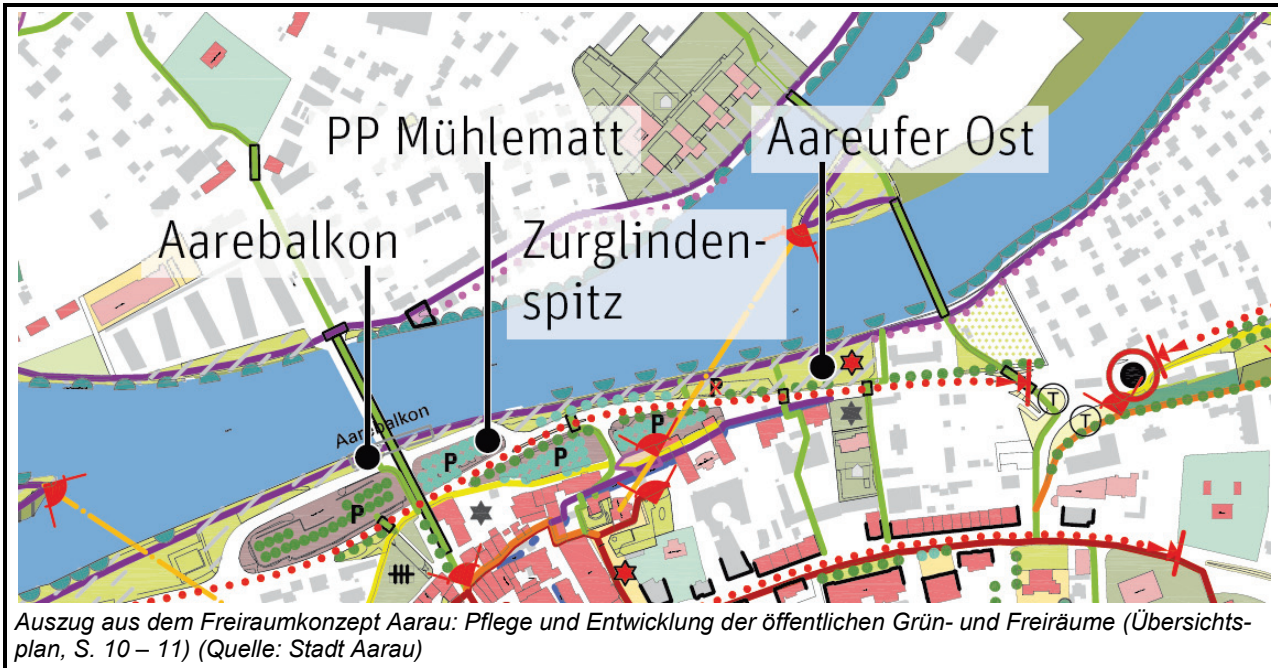 PP Mühlematt
Aareufer Ost
Aarebalkon
Zurglinden-
spitz
Aarebalkon
P
P
P
P
T
T
Auszug aus dem Freiraumkonzept Aarau: Pflege und Entwicklung der öffentlichen Grün- und Freiräume (Übersichts-
plan, S. 10 – 11) (Quelle: Stadt Aarau)